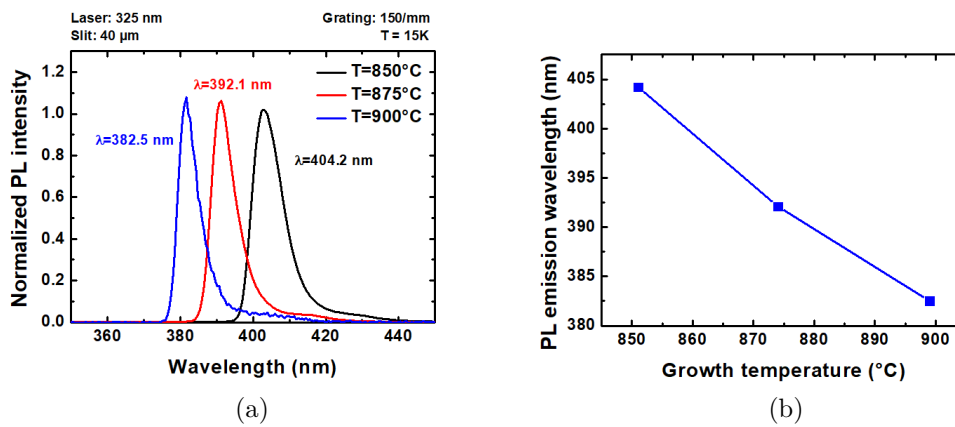 Laser: 325 nm
Grating: 150/mm
Slit: 40 µm
T = 15K
Normalized PL intensity
1.2
1.0
0.8
0.6
0.4
0.2
0.0
T=850°C
T=875°C
T=900°C
λ=392.1 nm
λ=382.5 nm
λ=404.2 nm
360
380
400
420
440
Wavelength (nm)
(a)
PL emission wavelength (nm)
405
400
395
390
385
380
850
860
870
880
890
900
Growth temperature (°C)
(b)